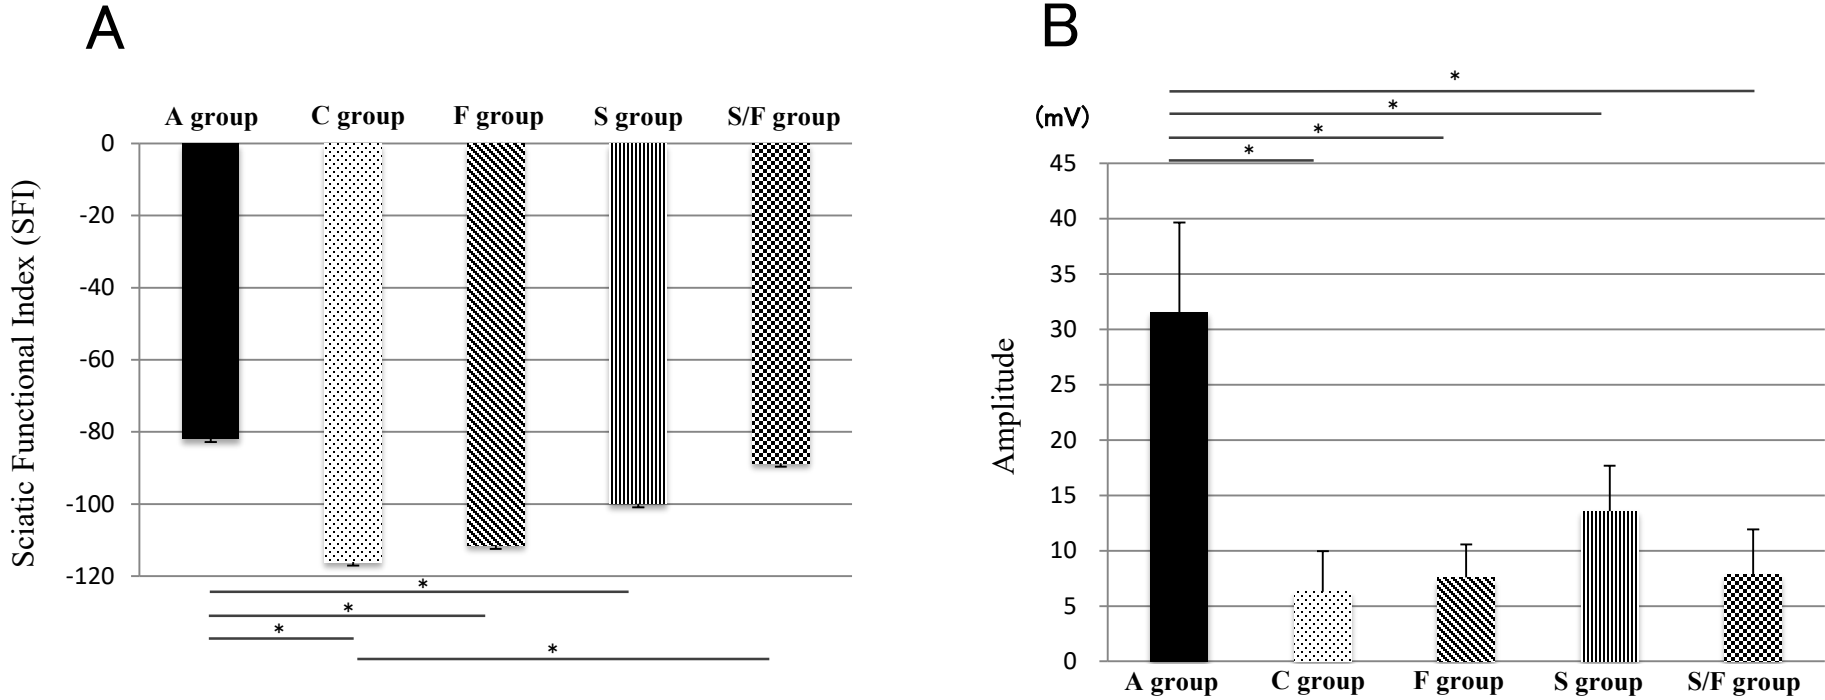 A
A group
C group
F group
S group
S/F group
0
-20
-40
-60
-80
-100
-120
Sciatic Functional Index (SFI)
*
*
*
*
B
*
*
*
*
(mV)
45
40
35
30
25
20
15
10
5
0
Amplitude
A group
C group
F group
S group
S/F group